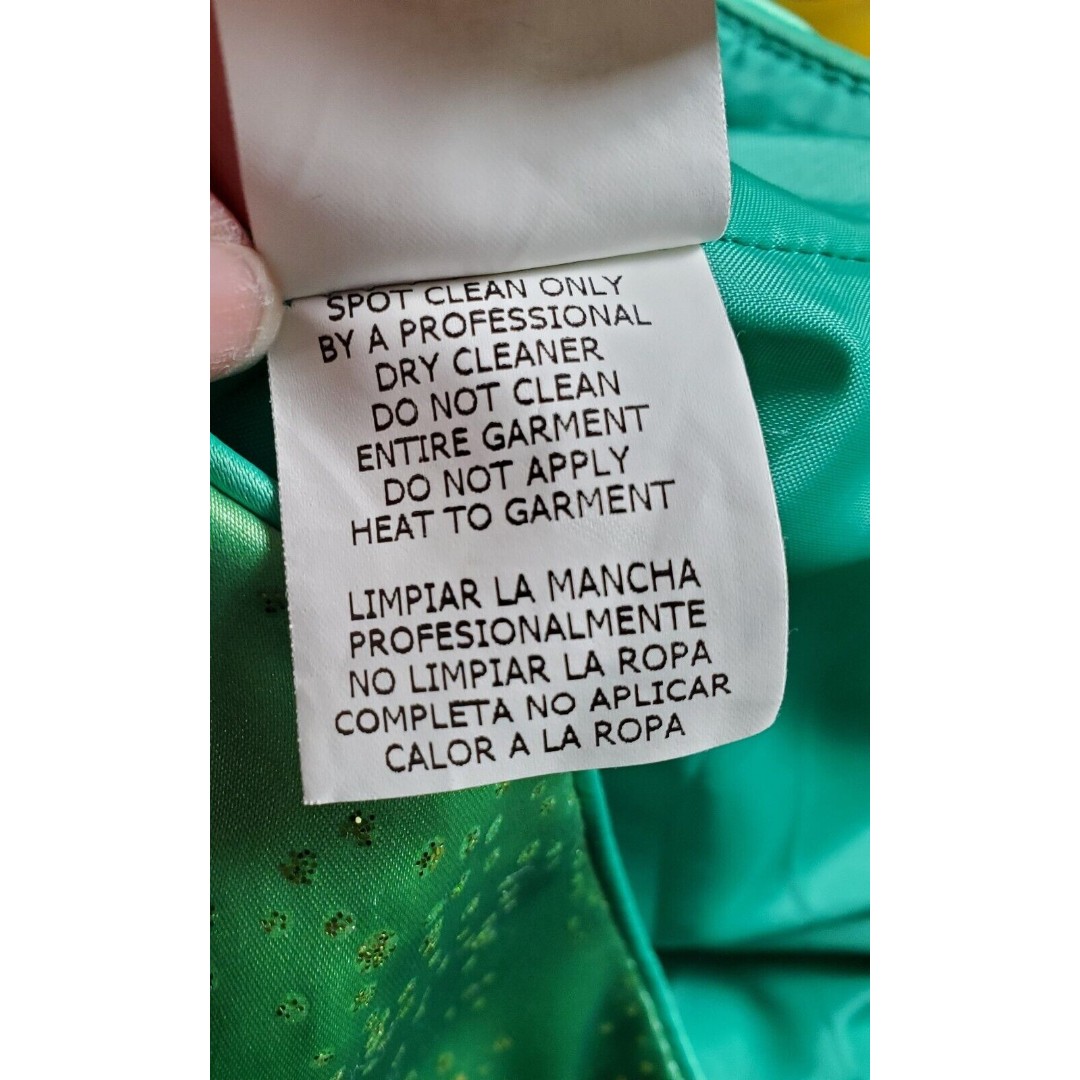 SPOT CLEAN ONLY
BY A PROFESSIONAL
DRY CLEANER
DO NOT CLEAN
ENTIRE GARMENT
DO NOT APPLY
HEAT TO GARMENT
LIMPIAR LA MANCHA
PROFESIONALMENTE
NO LIMPIAR LA ROPA
COMPLETA NO APLICAR
CALOR A LA ROPA